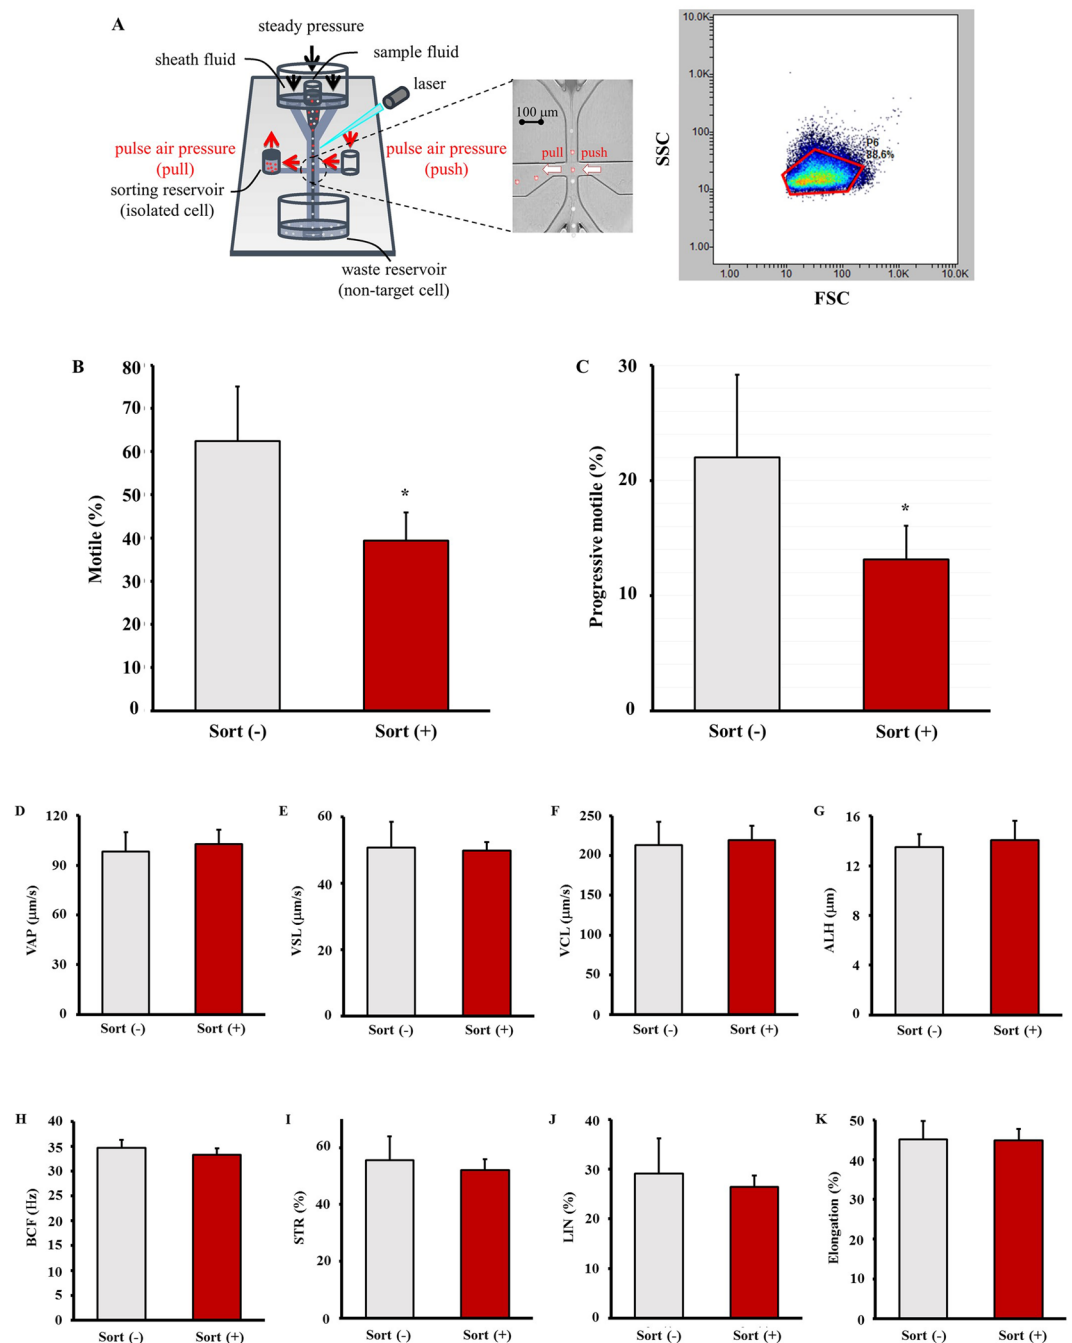 A
steady pressure
sheath fluid
sample fluid
laser
pulse air pressure
(pull)
pulse air pressure
(push)
sorting reservoir
(isolated cell)
waste reservoir
(non-target cell)
100 μm
pull
push
10.0K
1.0K
100
10
1.00
SSC
P6
88.6%
1.00
10
100
1.0K
10.0K
FSC
B
80
70
60
50
40
30
20
10
0
Motile (%)
*
Sort (-)
Sort (+)
C
30
20
10
0
Progressive motile (%)
*
Sort (-)
Sort (+)
D
120
90
60
30
0
VAP (μm/s)
Sort (-)
Sort (+)
E
60
40
20
0
VSL (μm/s)
Sort (-)
Sort (+)
F
250
200
150
100
50
0
VCL (μm/s)
Sort (-)
Sort (+)
G
16
12
8
4
0
ALH (μm)
Sort (-)
Sort (+)
H
40
35
30
25
20
15
10
5
0
BCF (Hz)
Sort (-)
Sort (+)
I
60
40
20
0
STR (%)
Sort (-)
Sort (+)
J
40
30
20
10
0
LIN (%)
K
50
40
30
20
10
0
Elongation (%)
Sort (-)
Sort (+)